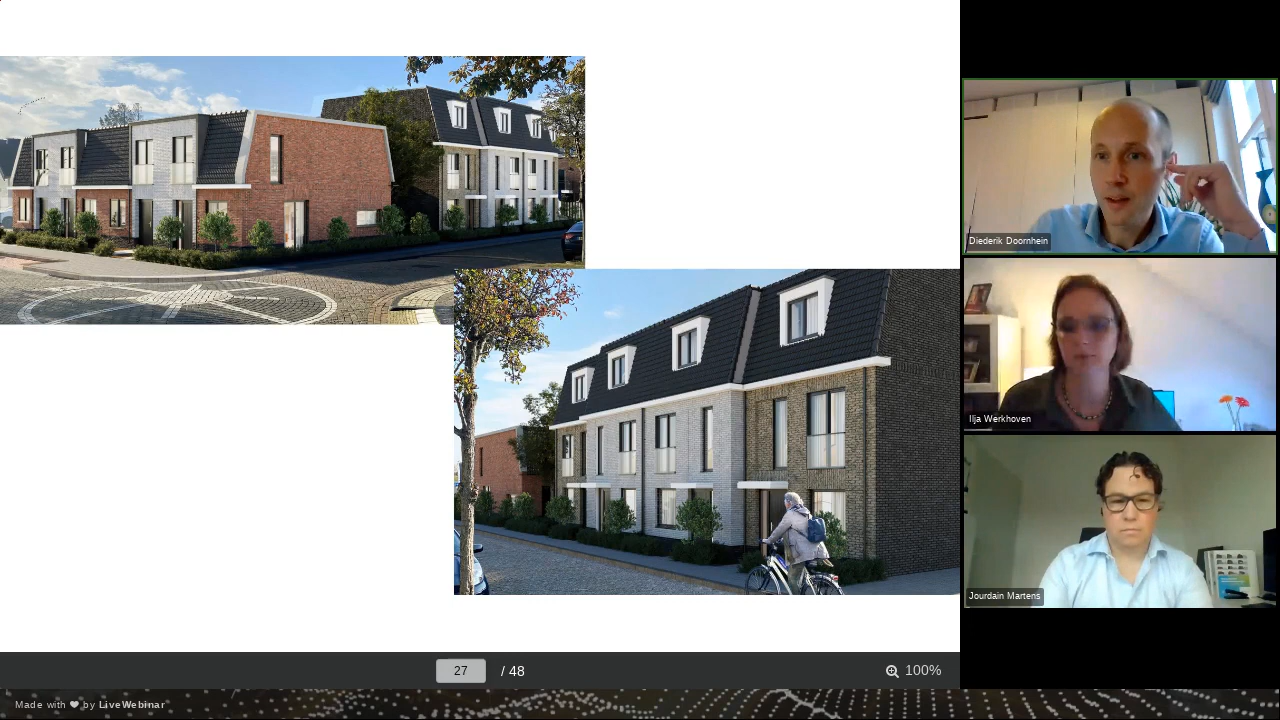 Diederik Doornhein
Ilja Werkhoven
Jourdain Martens
27 / 48
100%
Made with ❤ by LiveWebinar